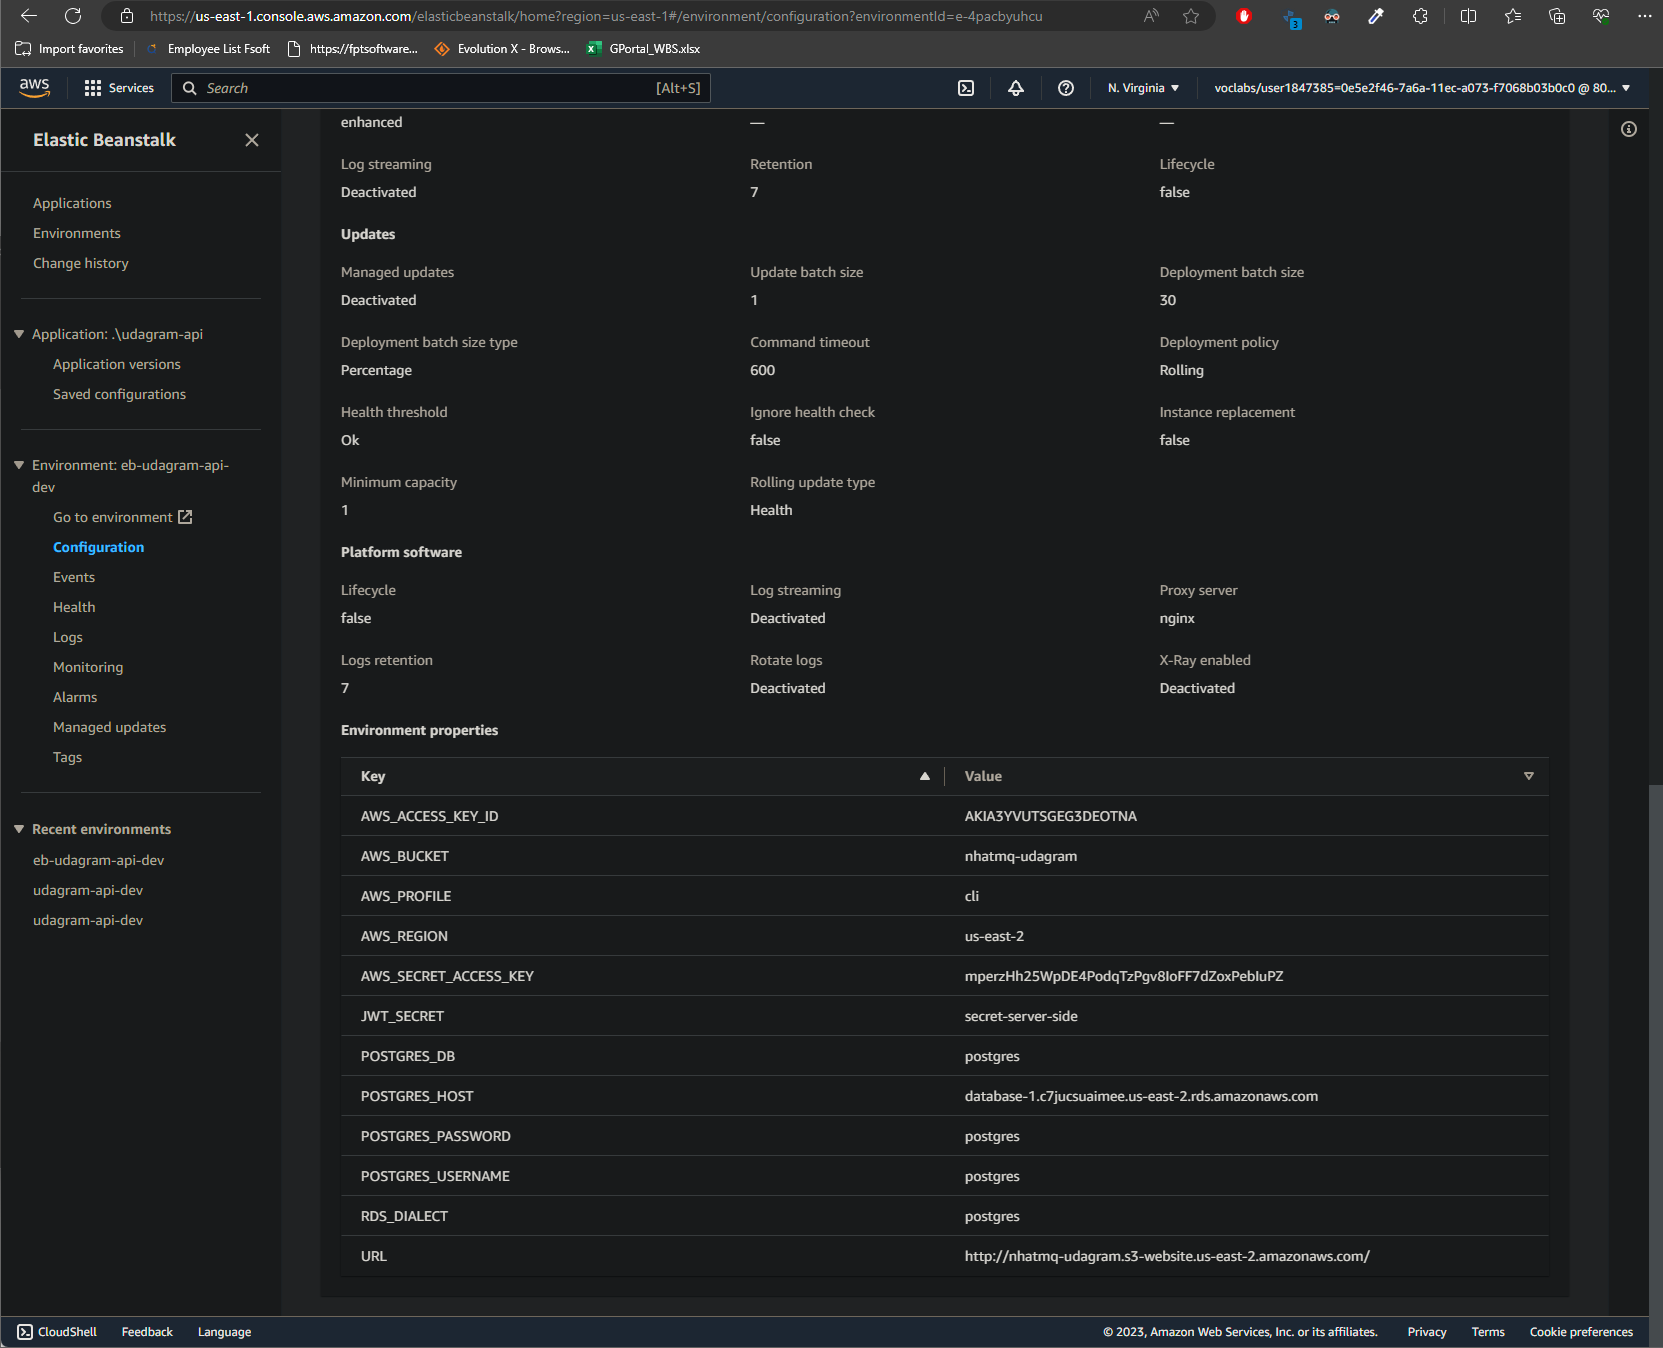 https://us-east-1.console.aws.amazon.com/elasticbeanstalk/home?region=us-east-1#/environment/configuration?environmentId=e-4pacbyuhcu
3
Import favorites
Employee List Fsoft
https://fptsoftware...
Evolution X - Brows...
GPortal_WBS.xlsx
aws
Services
Search
[Alt+S]
N. Virginia
voclabs/user1847385=0e5e2f46-7a6a-11ec-a073-f7068b03b0c0 @ 80...
Elastic Beanstalk
Applications
Environments
Change history
Application: .\udagram-api
Application versions
Saved configurations
Environment: eb-udagram-api-
dev
Go to environment
Configuration
Events
Health
Logs
Monitoring
Alarms
Managed updates
Tags
Recent environments
eb-udagram-api-dev
udagram-api-dev
udagram-api-dev
enhanced — —
Log streaming Retention Lifecycle
Deactivated 7 false
Updates
Managed updates Update batch size Deployment batch size
Deactivated 1 30
Deployment batch size type Command timeout Deployment policy
Percentage 600 Rolling
Health threshold Ignore health check Instance replacement
Ok false false
Minimum capacity Rolling update type
1 Health
Platform software
Lifecycle Log streaming Proxy server
false Deactivated nginx
Logs retention Rotate logs X-Ray enabled
7 Deactivated Deactivated
Environment properties
Key Value
AWS_ACCESS_KEY_ID AKIA3YVUTSGEG3DEOTNA
AWS_BUCKET nhatmq-udagram
AWS_PROFILE cli
AWS_REGION us-east-2
AWS_SECRET_ACCESS_KEY mperzHh25WpDE4PodqTzPgv8IoFF7dZoxPebIuPZ
JWT_SECRET secret-server-side
POSTGRES_DB postgres
POSTGRES_HOST database-1.c7jucsuaimee.us-east-2.rds.amazonaws.com
POSTGRES_PASSWORD postgres
POSTGRES_USERNAME postgres
RDS_DIALECT postgres
URL http://nhatmq-udagram.s3-website.us-east-2.amazonaws.com/
CloudShell Feedback Language
© 2023, Amazon Web Services, Inc. or its affiliates. Privacy Terms Cookie preferences